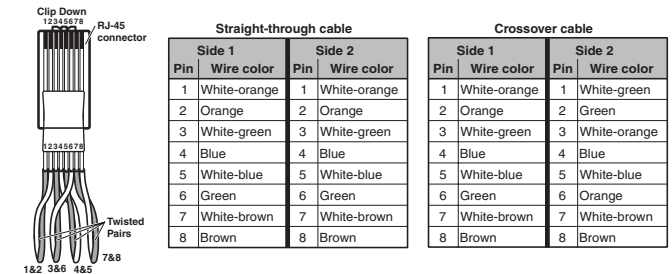 Clip Down
12345678
RJ-45
connector
12345678
Twisted
Pairs
1&2 3&6 4&5 7&8
Straight-through cable
Side 1 Side 2
Pin Wire color Pin Wire color
1 White-orange 1 White-orange
2 Orange 2 Orange
3 White-green 3 White-green
4 Blue 4 Blue
5 White-blue 5 White-blue
6 Green 6 Green
7 White-brown 7 White-brown
8 Brown 8 Brown
Crossover cable
Side 1 Side 2
Pin Wire color Pin Wire color
1 White-orange 1 White-green
2 Orange 2 Green
3 White-green 3 White-orange
4 Blue 4 Blue
5 White-blue 5 White-blue
6 Green 6 Orange
7 White-brown 7 White-brown
8 Brown 8 Brown